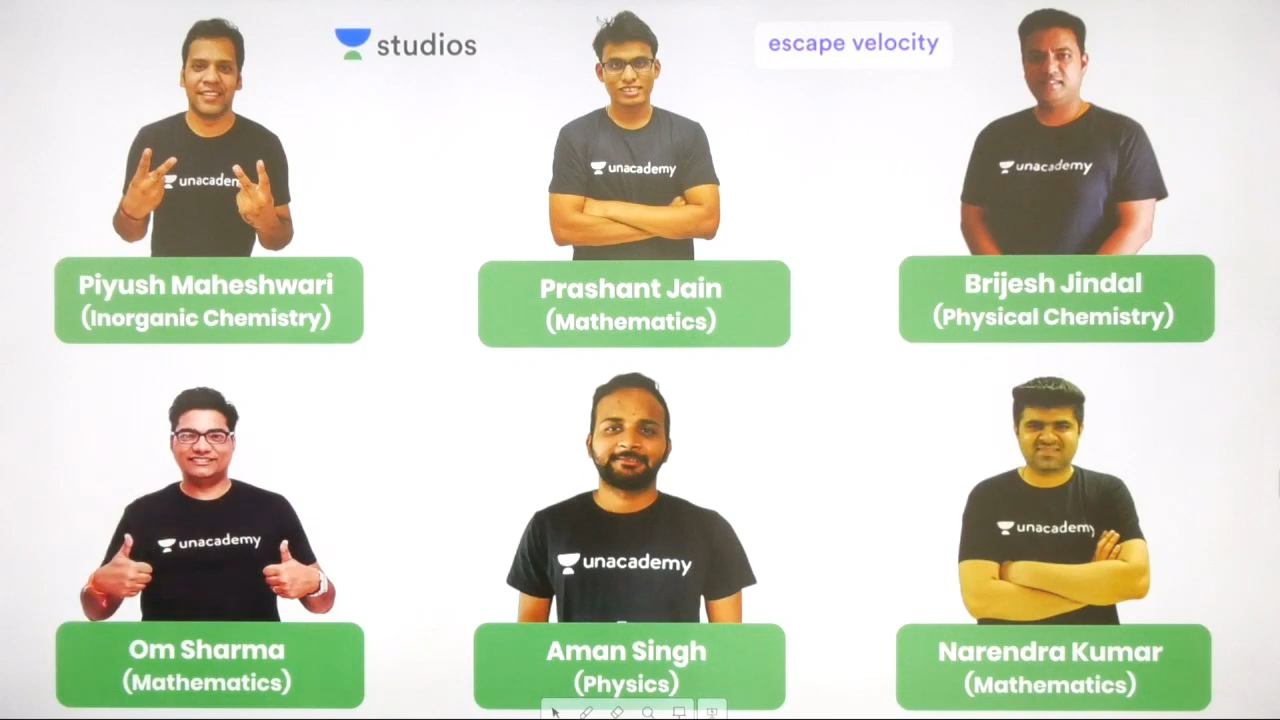 studios
escape velocity
unacadem
unacademy
unacademy
Piyush Maheshwari
(Inorganic Chemistry)
Prashant Jain
(Mathematics)
Brijesh Jindal
(Physical Chemistry)
unacademy
unacademy
unacademy
Om Sharma
(Mathematics)
Aman Singh
(Physics)
Narendra Kumar
(Mathematics)